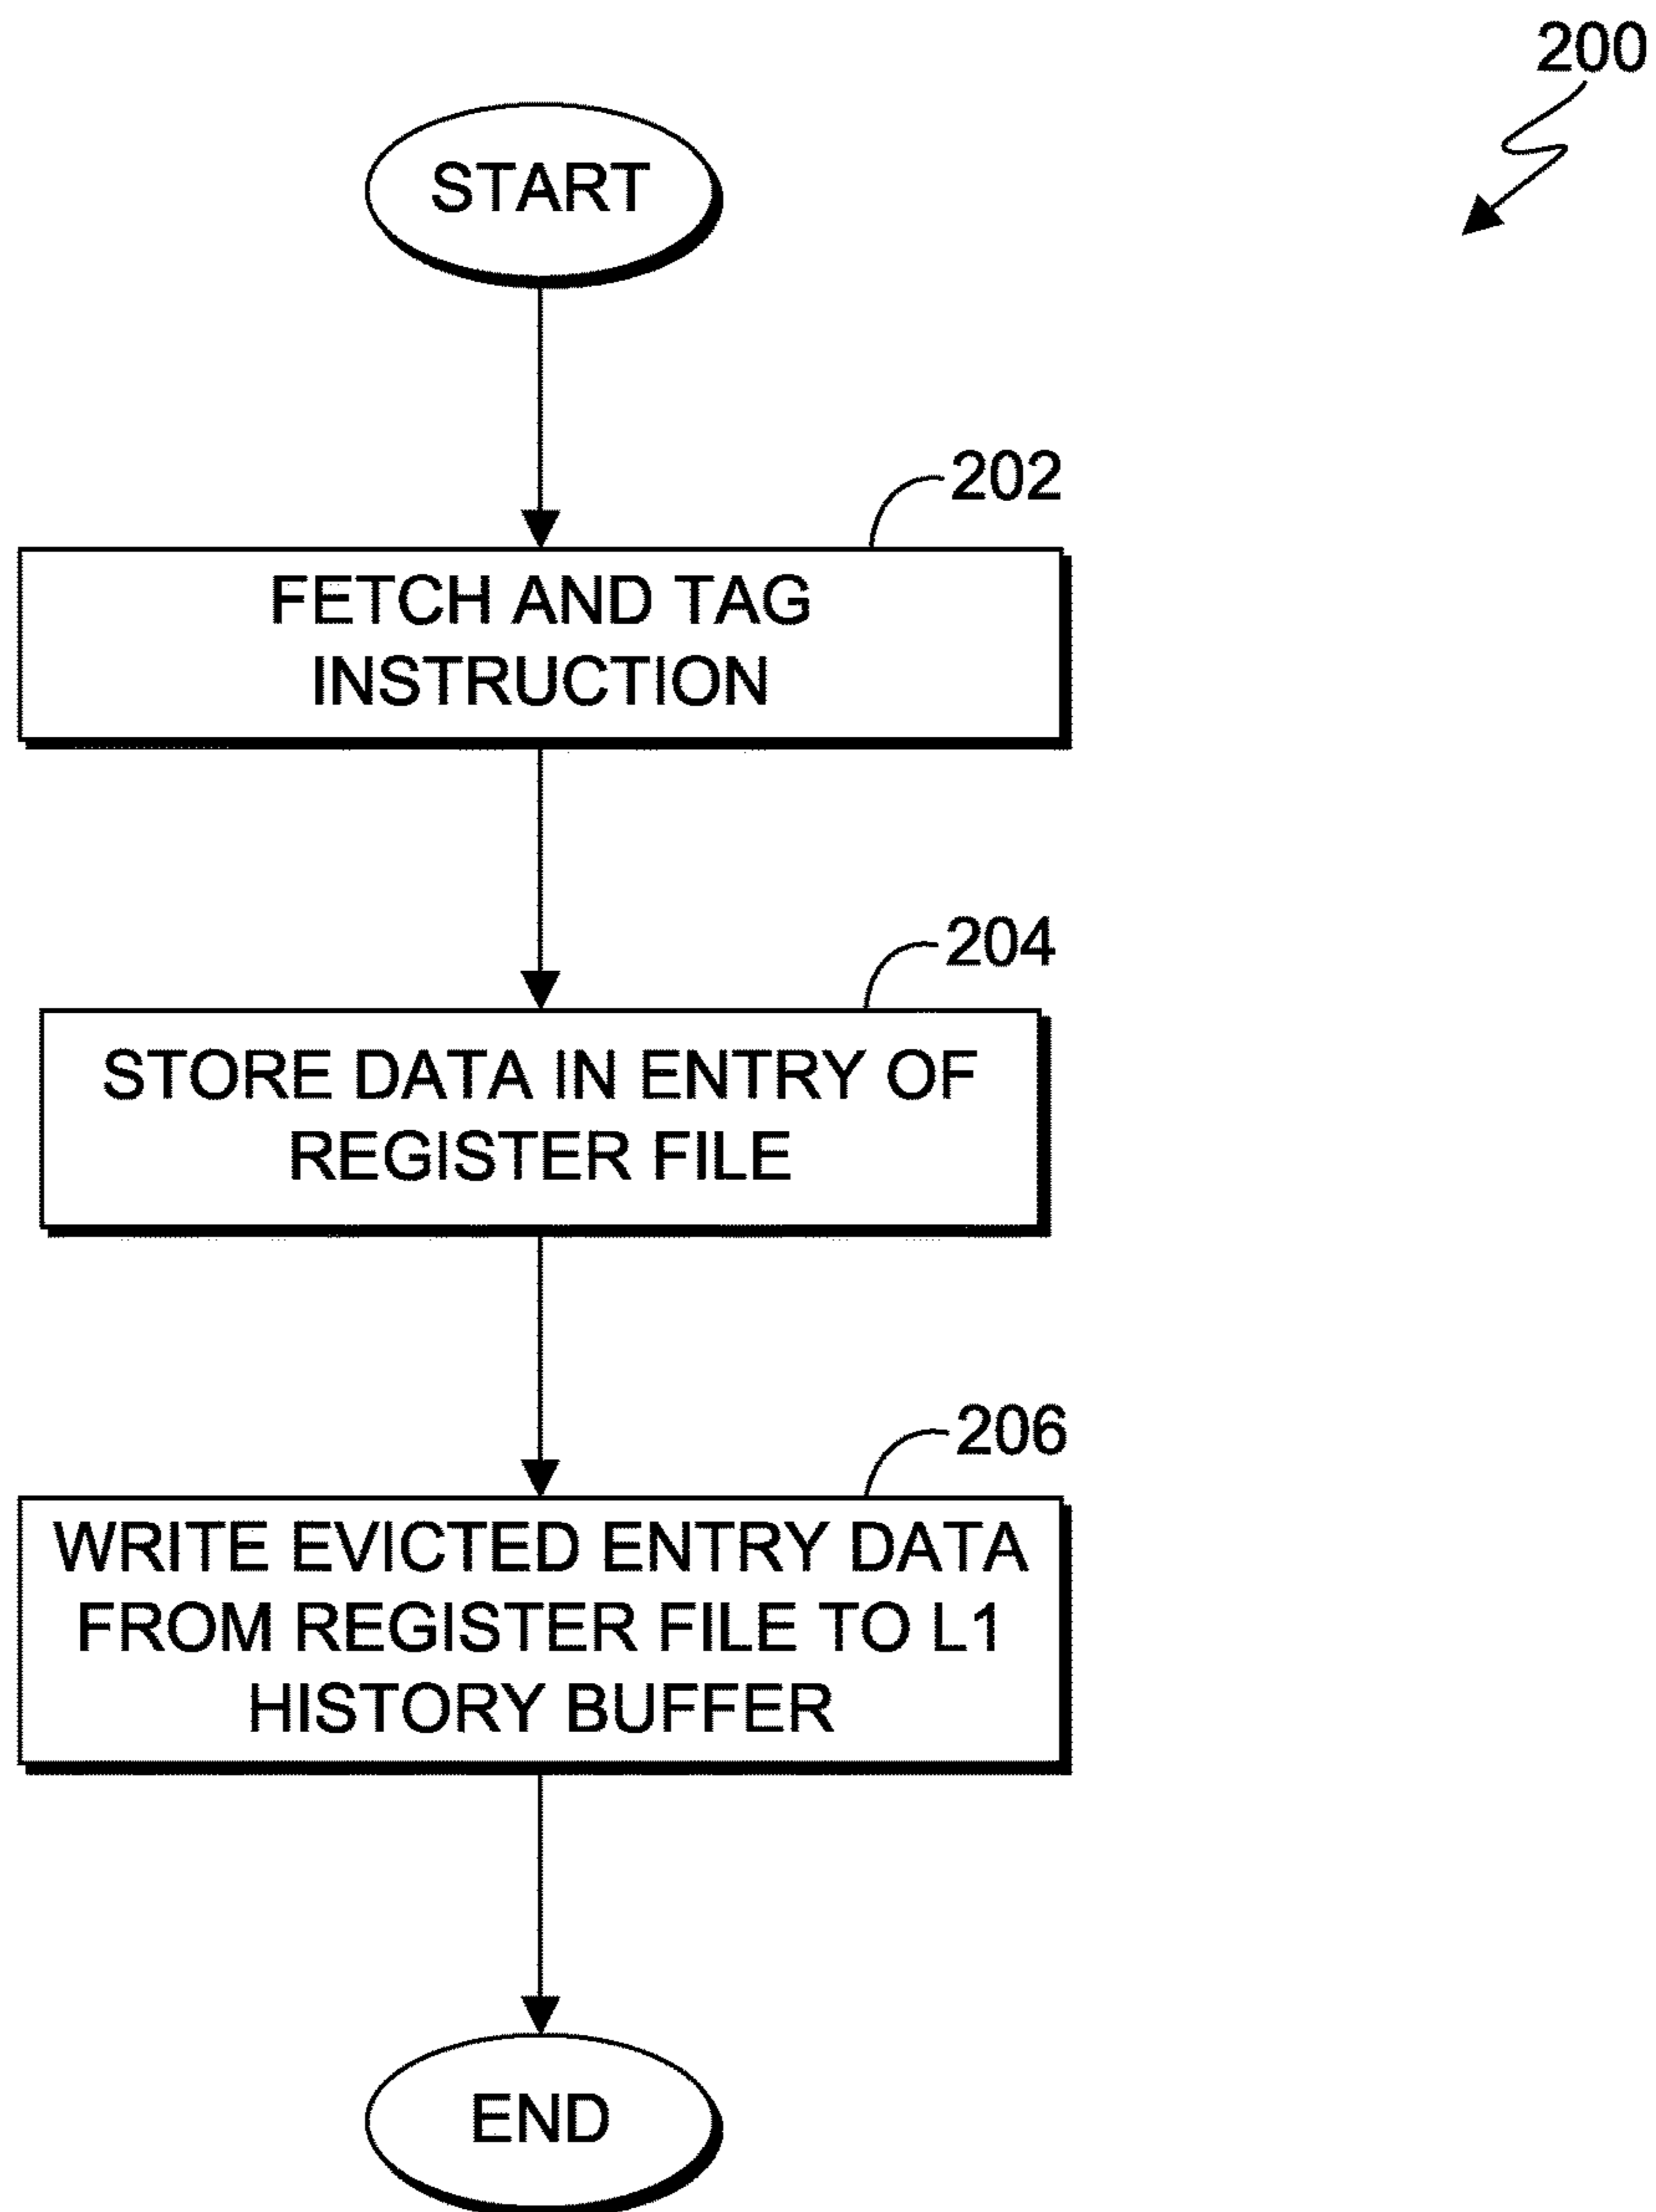 200
START
202
FETCH AND TAG
INSTRUCTION
204
STORE DATA IN ENTRY OF
REGISTER FILE
206
WRITE EVICTED ENTRY DATA
FROM REGISTER FILE TO L1
HISTORY BUFFER
END